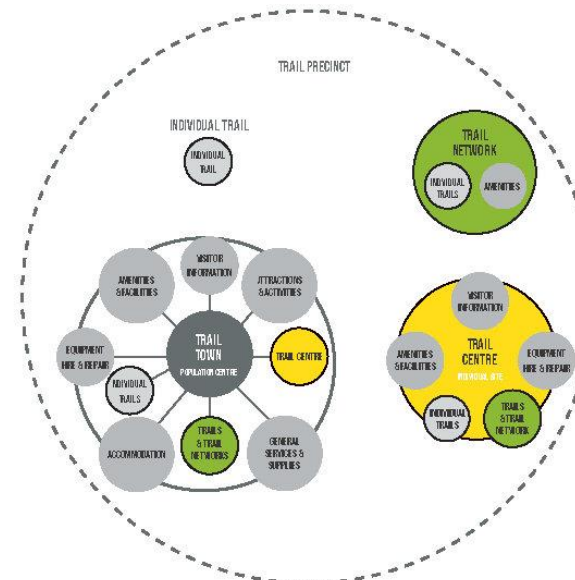 TRAIL PRECINCT
INDIVIDUAL TRAIL
INDIVIDUAL
TRAIL
TRAIL
NETWORK
INDIVIDUAL
TRAILS
AMENITIES
VISITOR
INFORMATION
AMENITIES
& FACILITIES
ATTRACTIONS
& ACTIVITIES
TRAIL
TOWN
POPULATION CENTRE
EQUIPMENT
HIRE & REPAIR
TRAIL CENTRE
INDIVIDUAL
TRAILS
ACCOMMODATION
TRAILS
& TRAIL
NETWORKS
GENERAL
SERVICES &
SUPPLIES
VISITOR
INFORMATION
AMENITIES
& FACILITIES
TRAIL
CENTRE
INDIVIDUAL SITE
EQUIPMENT
HIRE & REPAIR
INDIVIDUAL
TRAILS
TRAILS
& TRAIL
NETWORK